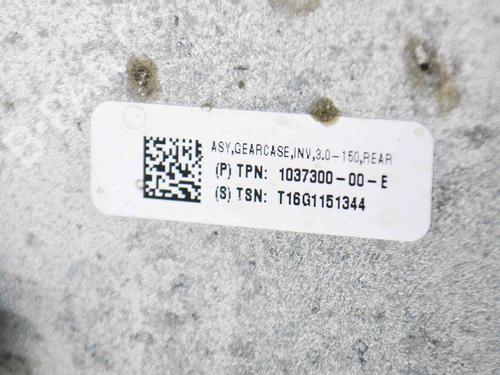 ASY,GEARCASE,INV,3.0-150,REAR
(P) TPN: 1037300-00-E
(S) TSN: T16G1151344